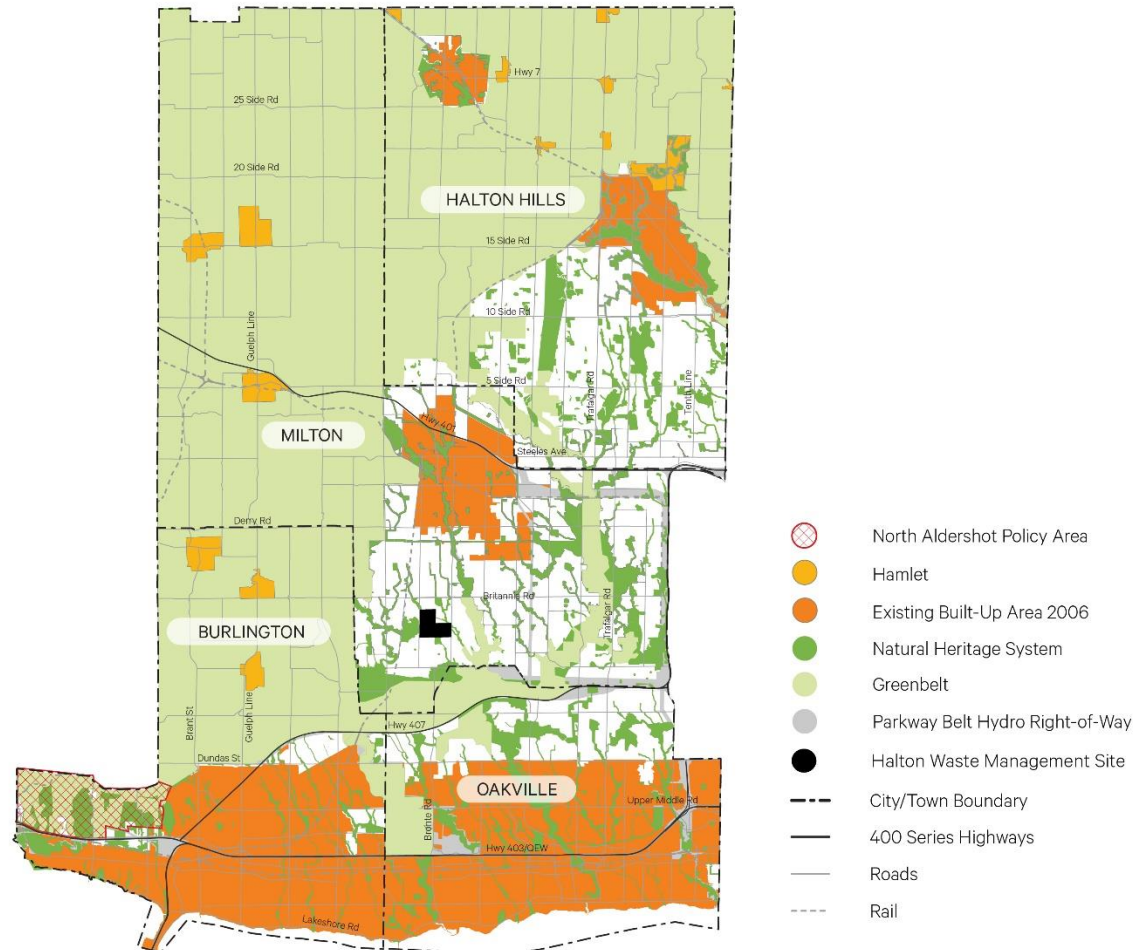 Hwy 7
25 Side Rd
20 Side Rd
HALTON HILLS
15 Side Rd
10 Side Rd
Guelph Line
5 Side Rd
Trafalgar Rd
Tenth Line
Hwy 401
MILTON
Steeles Ave
Derry Rd
Britannia Rd
Trafalgar Rd
BURLINGTON
Brant St
Guelph Line
Hwy 407
Dundas St
OAKVILLE
Upper Middle Rd
Bronte Rd
Hwy 403/QEW
Lakeshore Rd
North Aldershot Policy Area
Hamlet
Existing Built-Up Area 2006
Natural Heritage System
Greenbelt
Parkway Belt Hydro Right-of-Way
Halton Waste Management Site
City/Town Boundary
400 Series Highways
Roads
Rail